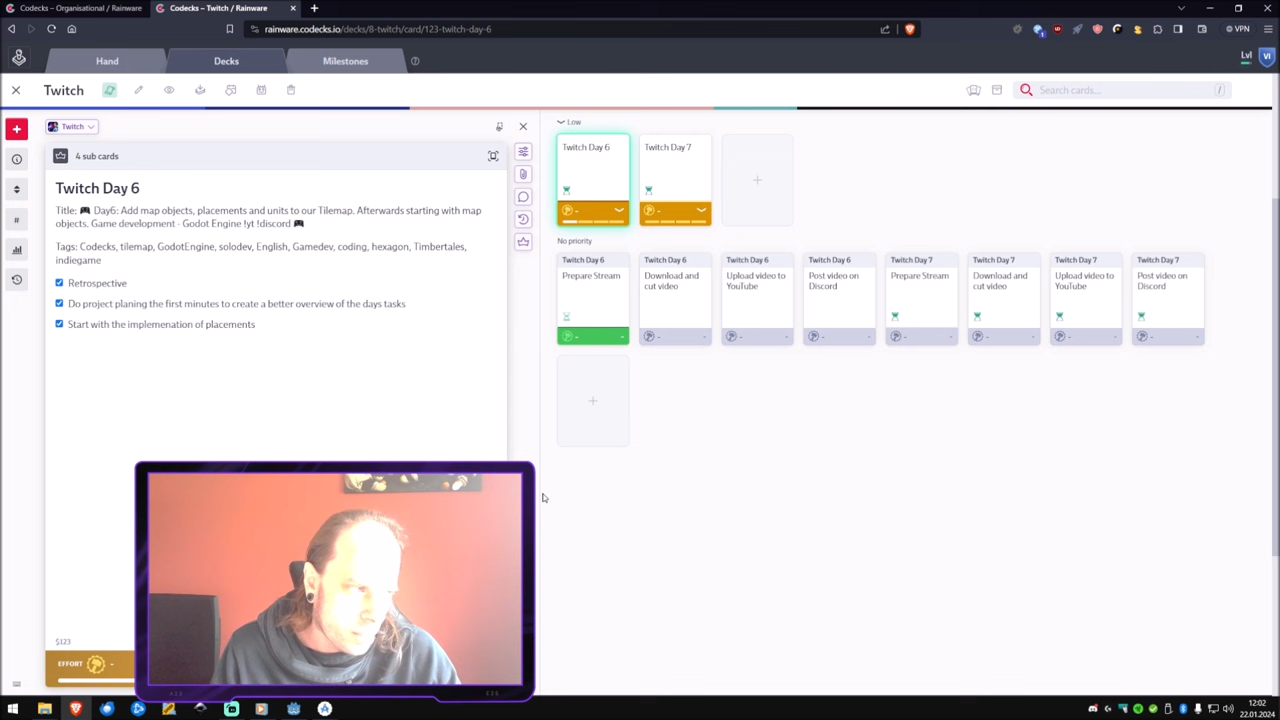 Codecks – Organisational / Rainware
Codecks – Twitch / Rainware
rainware.codecks.io/decks/8-twitch/card/123-twitch-day-6
VPN
Hand
Decks
Milestones
Lvl
VI
Twitch
Search cards...
/
Twitch
4 sub cards
Twitch Day 6
Title: 🎮 Day6: Add map objects, placements and units to our Tilemap. Afterwards starting with map
objects. Game development - Godot Engine !yt !discord 🎮
Tags: Codecks, tilemap, GodotEngine, solodev, English, Gamedev, coding, hexagon, Timbertales,
indiegame
Retrospective
Do project planing the first minutes to create a better overview of the days tasks
Start with the implemenation of placements
$123
EFFORT -
Low
Twitch Day 6
Twitch Day 7
No priority
Twitch Day 6
Prepare Stream
Twitch Day 6
Download and
cut video
Twitch Day 6
Upload video to
YouTube
Twitch Day 6
Post video on
Discord
Twitch Day 7
Prepare Stream
Twitch Day 7
Download and
cut video
Twitch Day 7
Upload video to
YouTube
Twitch Day 7
Post video on
Discord
12:02
22.01.2024